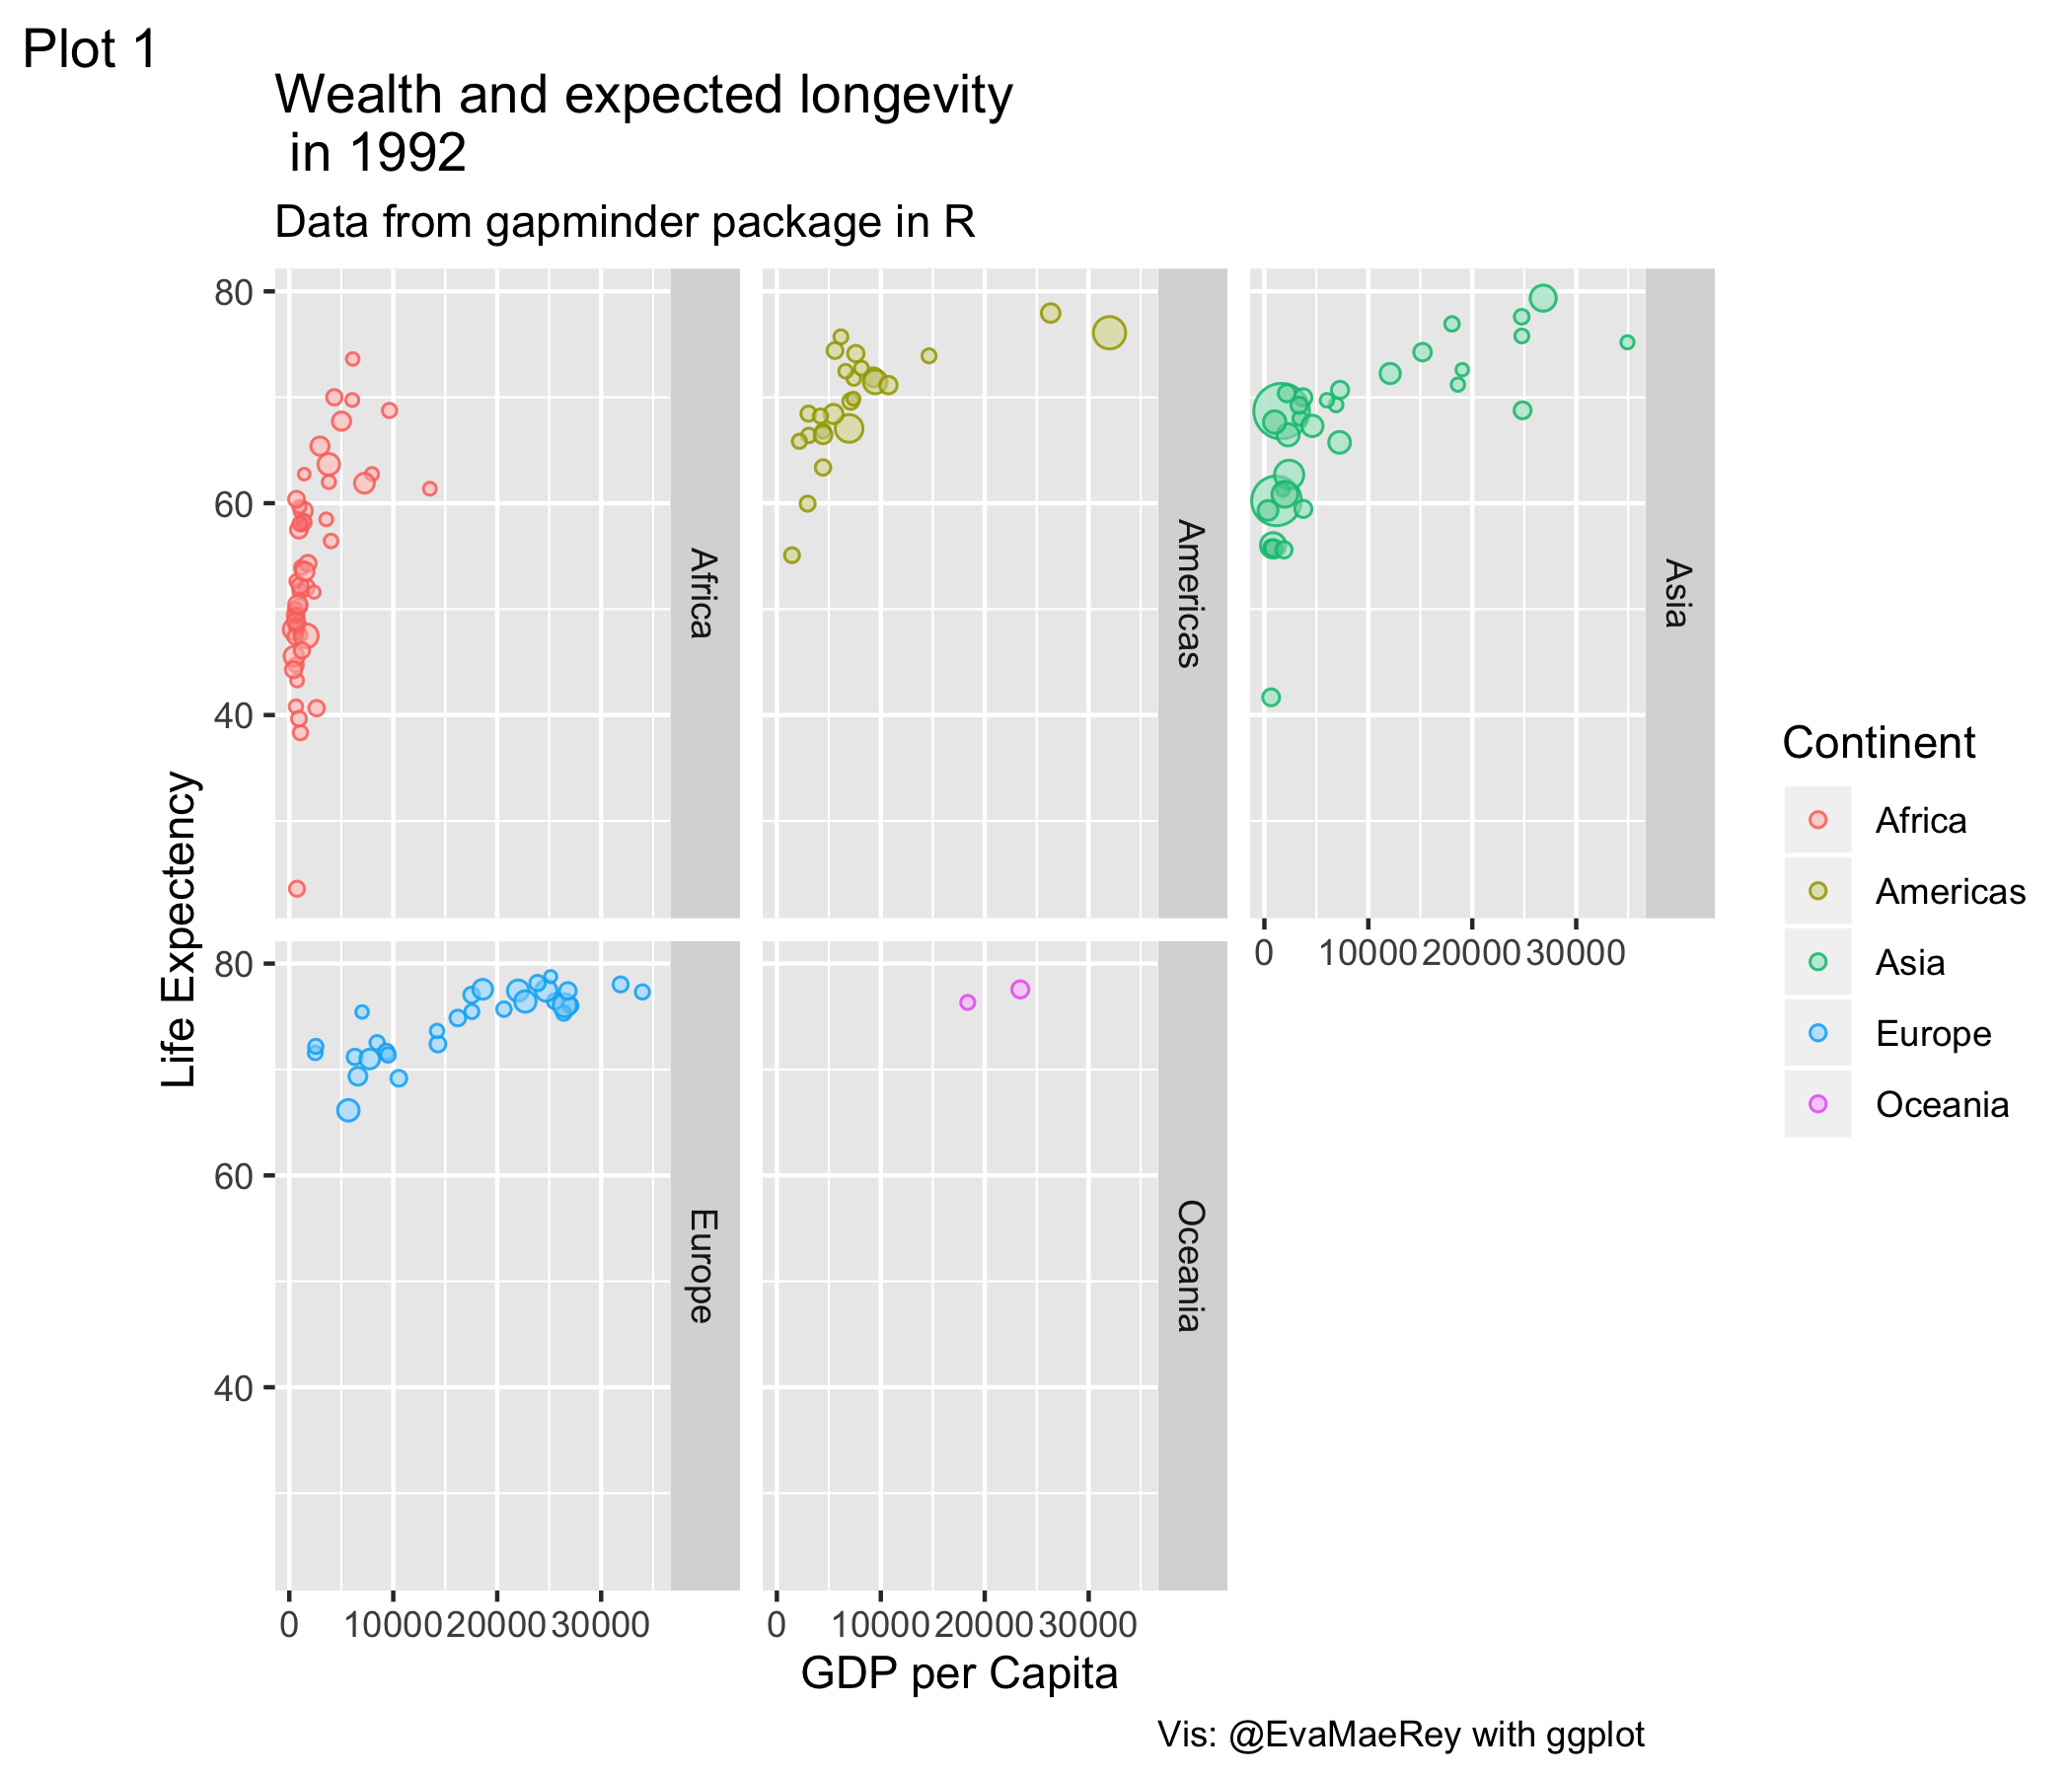 Plot 1
Wealth and expected longevity
in 1992
Data from gapminder package in R
80
60
40
Africa
Americas
Asia
0 10000 20000 30000
Life Expectency
80
60
40
Europe
Oceania
0 10000 20000 30000
0 10000 20000 30000
GDP per Capita
Continent
Africa
Americas
Asia
Europe
Oceania
Vis: @EvaMaeRey with ggplot